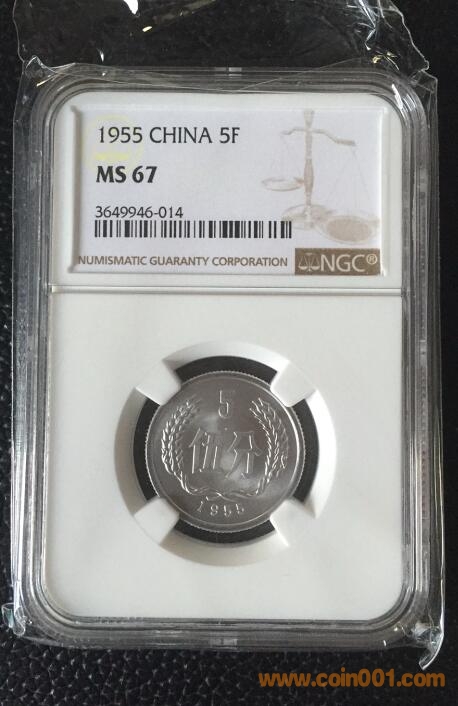 1955 CHINA 5F
MS 67
3649946-014
NUMISMATIC GUARANTY CORPORATION NGC®
5
伍分
1955
www.coin001.com